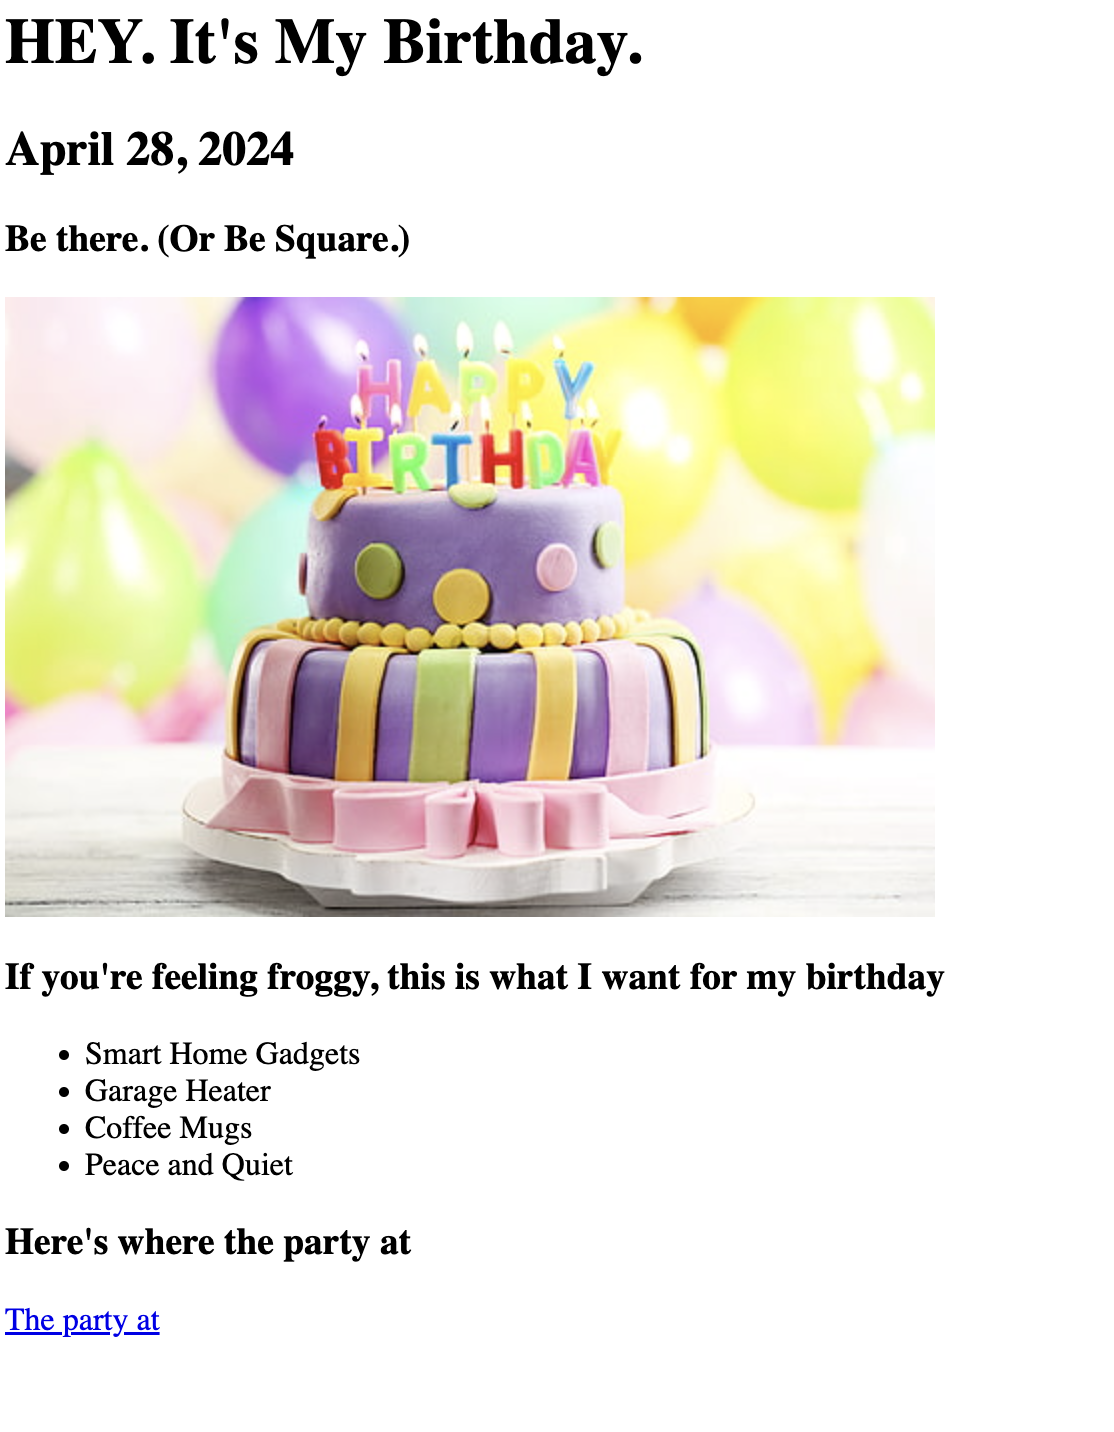 HEY. It's My Birthday.
April 28, 2024
Be there. (Or Be Square.)
HAPPY
BIRTHDAY
If you're feeling froggy, this is what I want for my birthday
Smart Home Gadgets
Garage Heater
Coffee Mugs
Peace and Quiet
Here's where the party at
The party at